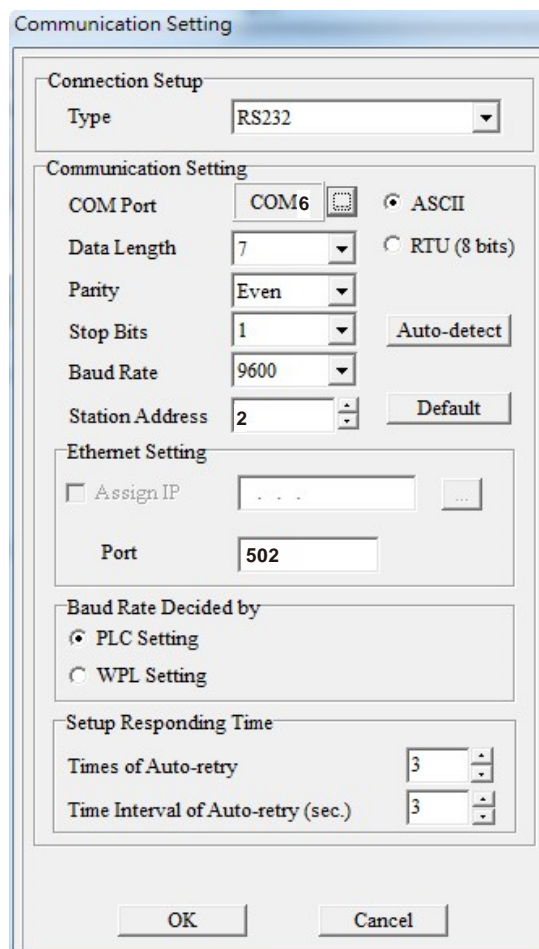 Communication Setting
Connection Setup
Type RS232
Communication Setting
COM Port COM6 ASCII
Data Length 7 RTU (8 bits)
Parity Even
Stop Bits 1 Auto-detect
Baud Rate 9600
Station Address 2 Default
Ethernet Setting
Assign IP . . . ...
Port 502
Baud Rate Decided by
PLC Setting
WPL Setting
Setup Responding Time
Times of Auto-retry 3
Time Interval of Auto-retry (sec.) 3
OK Cancel